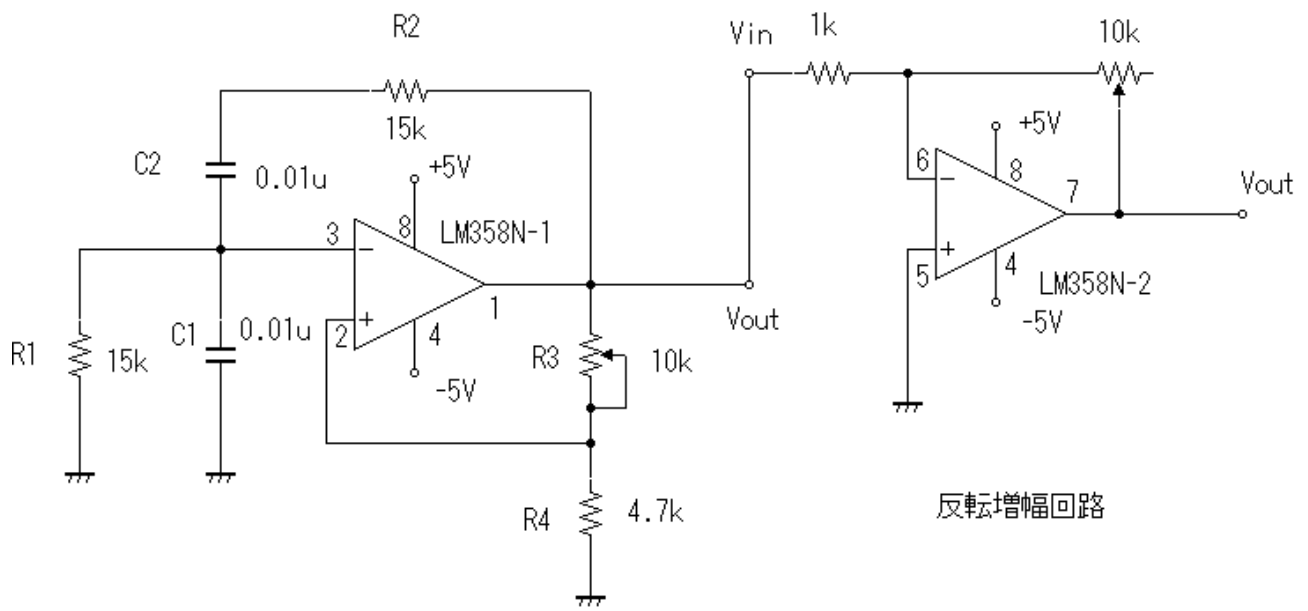 R2
15k
C2
0.01u
+5V
3
8
LM358N-1
1
2
4
-5V
R1
15k
C1
0.01u
R3
10k
R4
4.7k
Vout
Vin
1k
10k
+5V
6
8
7
Vout
5
4
LM358N-2
-5V
反転増幅回路